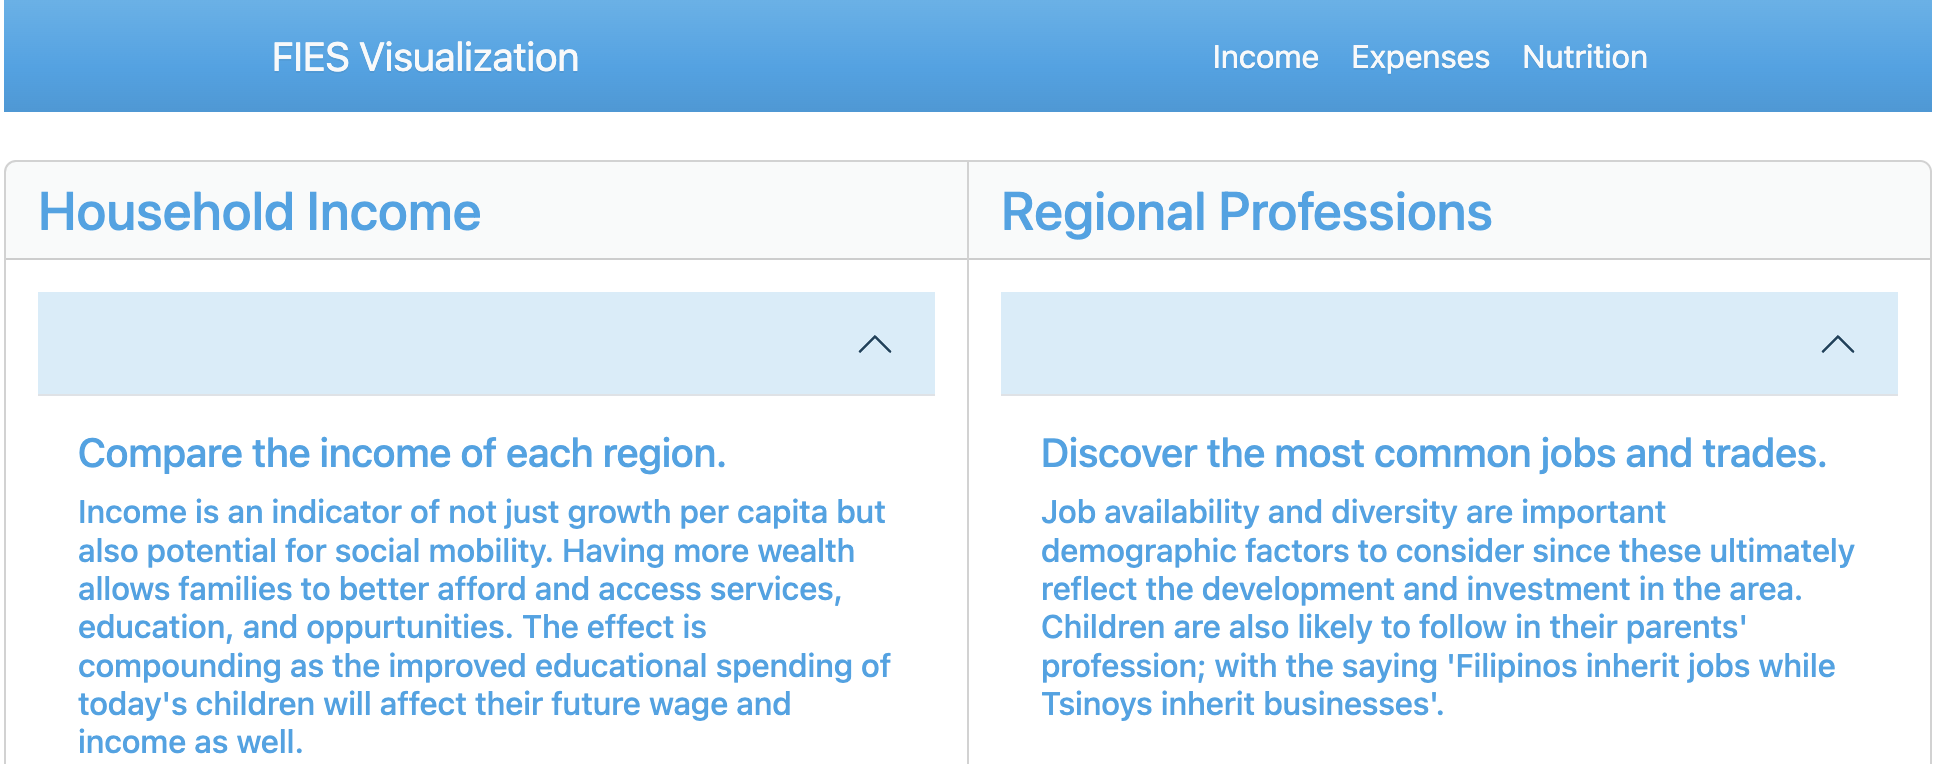 FIES Visualization
Income Expenses Nutrition
Household Income
Compare the income of each region.
Income is an indicator of not just growth per capita but
also potential for social mobility. Having more wealth
allows families to better afford and access services,
education, and oppurtunities. The effect is
compounding as the improved educational spending of
today's children will affect their future wage and
income as well.
Regional Professions
Discover the most common jobs and trades.
Job availability and diversity are important
demographic factors to consider since these ultimately
reflect the development and investment in the area.
Children are also likely to follow in their parents'
profession; with the saying 'Filipinos inherit jobs while
Tsinoys inherit businesses'.